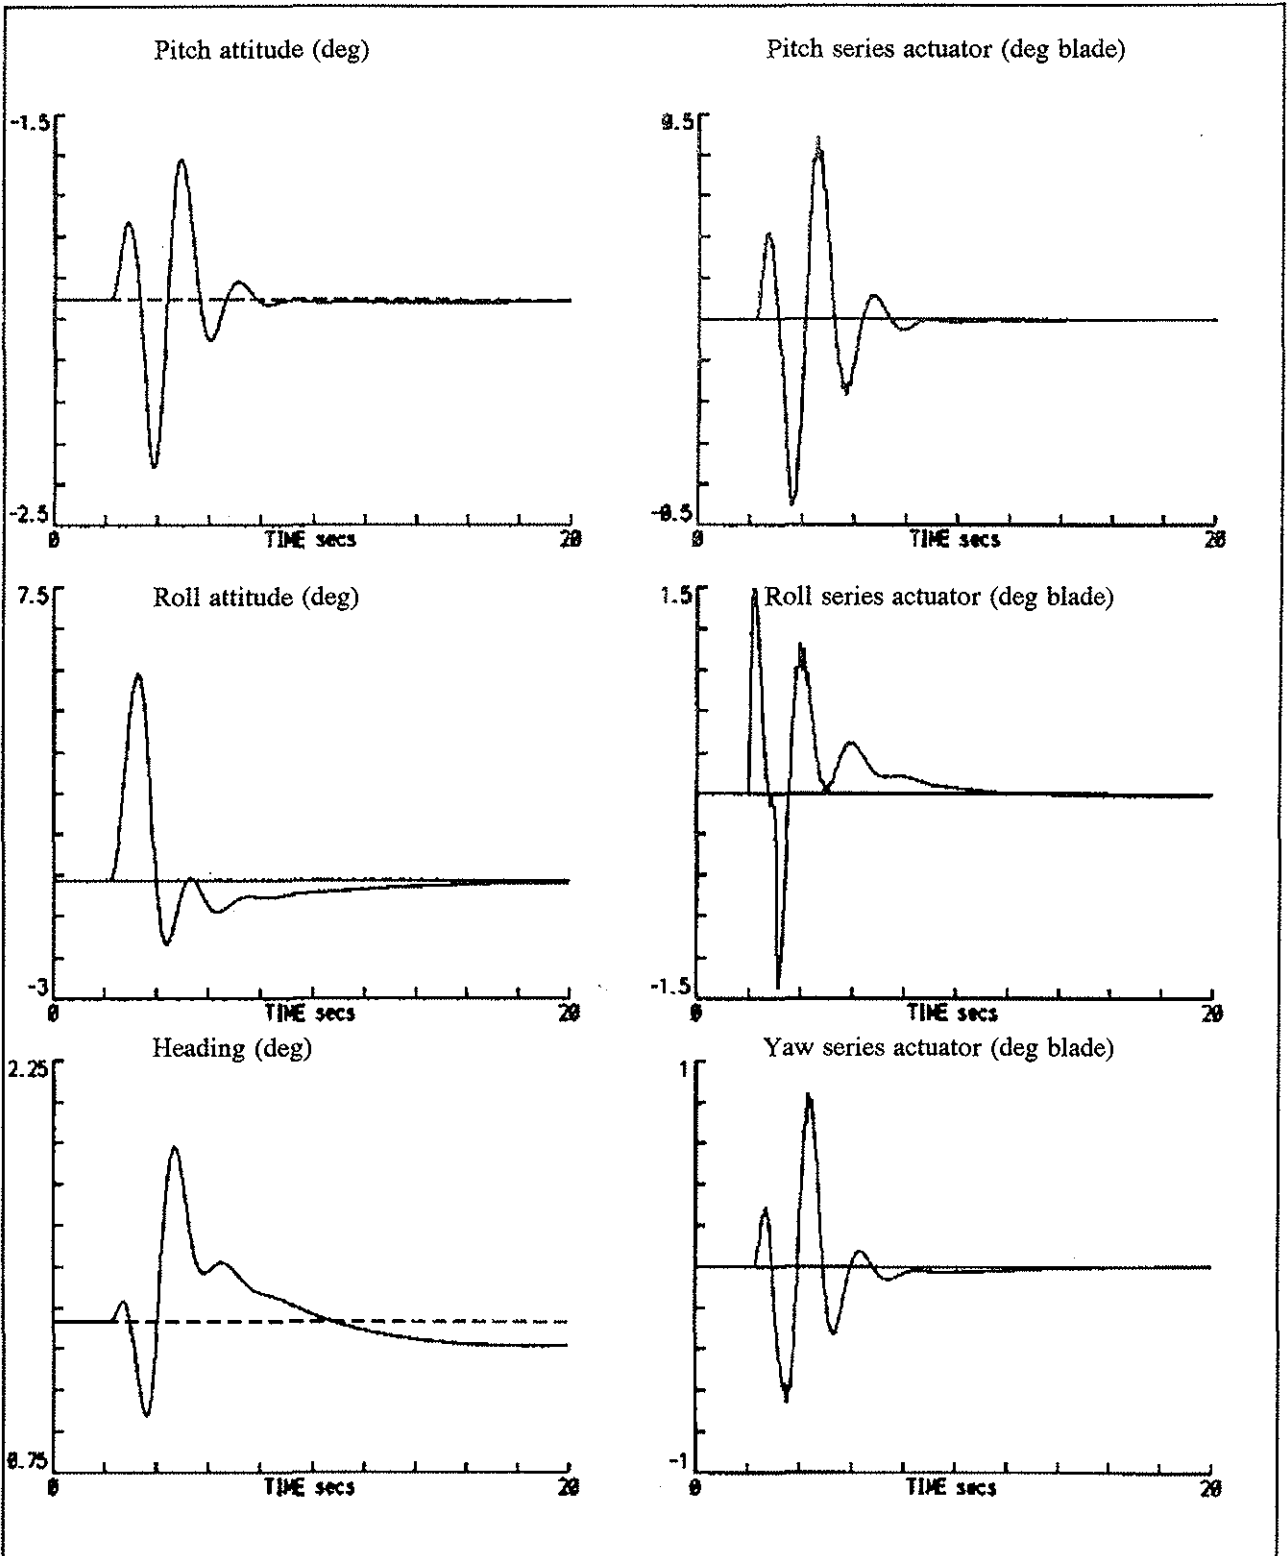 Pitch attitude (deg)
Pitch series actuator (deg blade)
-1.5
0.5
-2.5
-0.5
0
TIME secs
20
0
TIME secs
20
7.5
Roll attitude (deg)
1.5
Roll series actuator (deg blade)
-3
-1.5
0
TIME secs
20
0
TIME secs
20
Heading (deg)
Yaw series actuator (deg blade)
2.25
1
0.75
-1
0
TIME secs
20
0
TIME secs
20